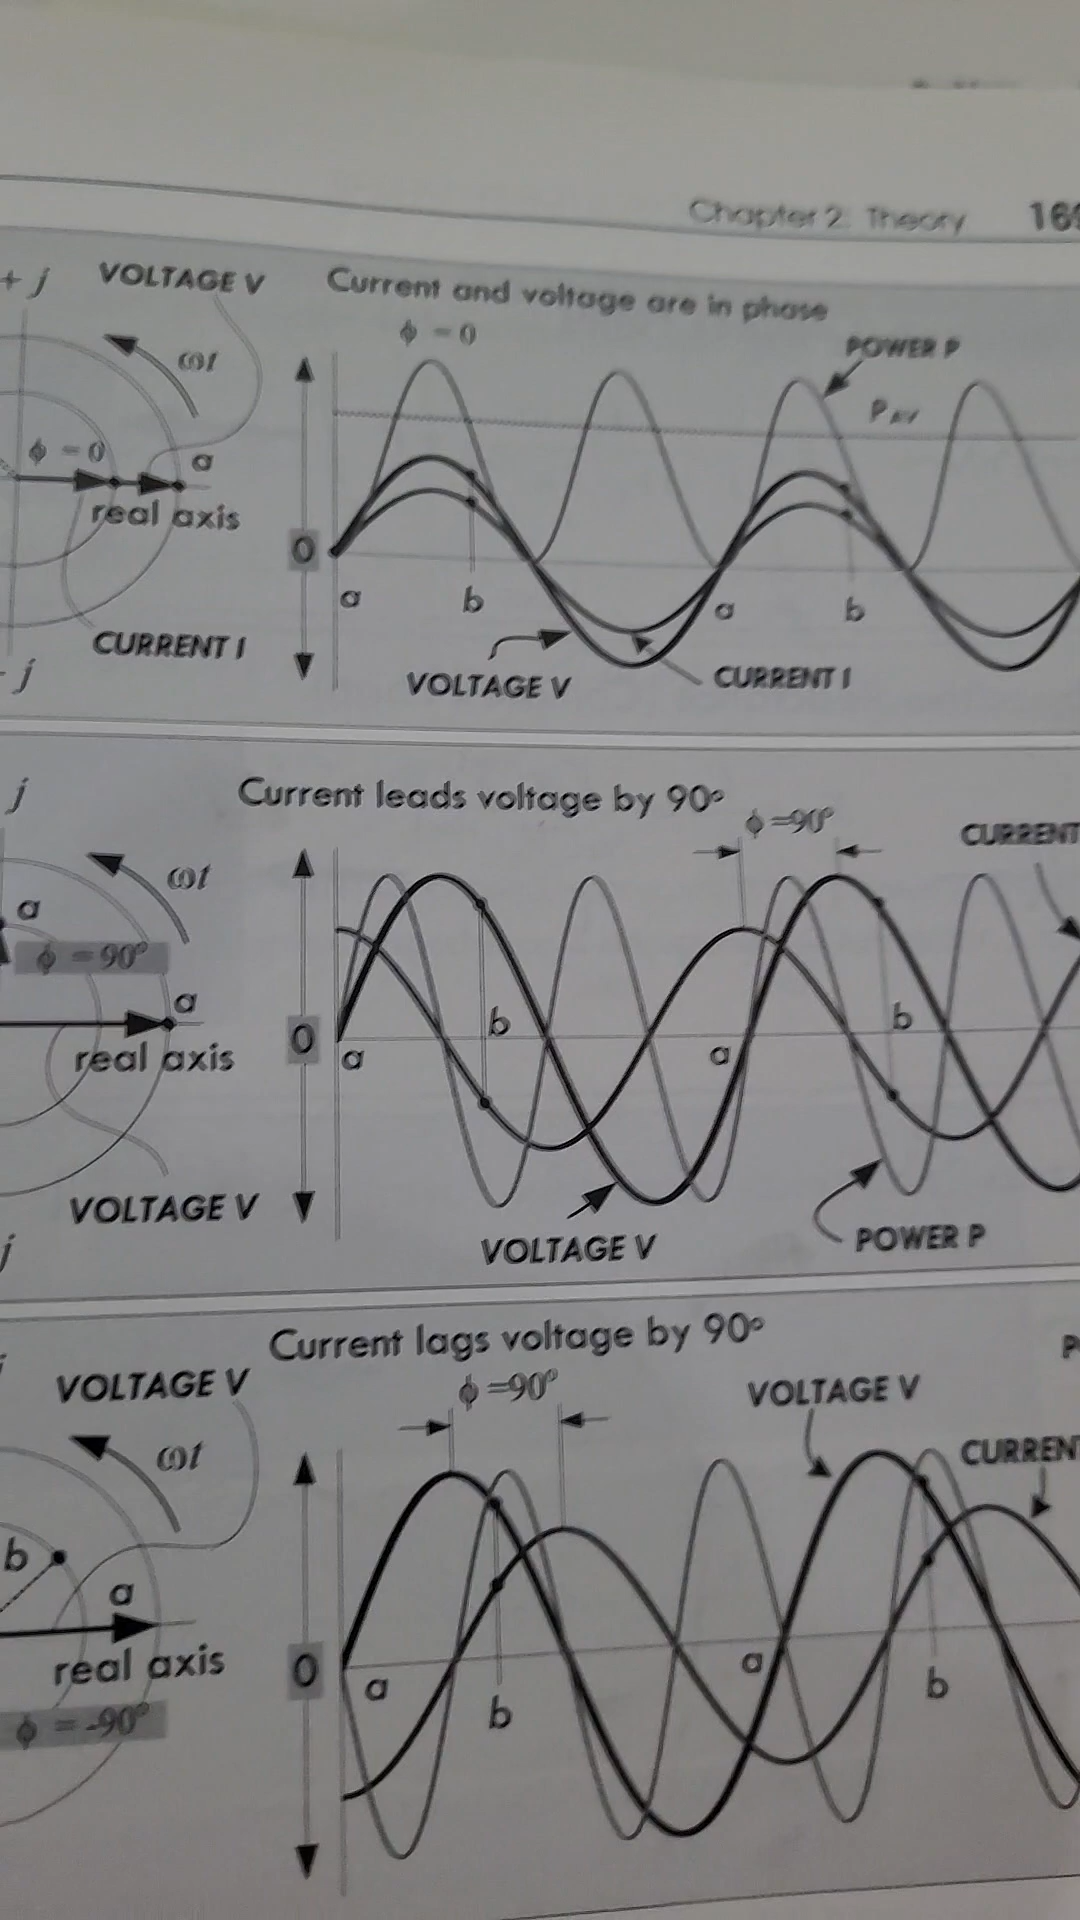 Chapter 2. Theory
+ j VOLTAGE V Current and voltage are in phase
ϕ = 0
ωt
POWER P
P AV
ϕ = 0
a
real axis
0
a
b
a
b
CURRENT I
- j
VOLTAGE V
CURRENT I
j
Current leads voltage by 90°
ϕ =90°
CURRENT
ωt
a
ϕ = 90°
a
real axis
0
a
b
a
b
VOLTAGE V
j
VOLTAGE V
POWER P
Current lags voltage by 90°
VOLTAGE V
ϕ =90°
VOLTAGE V
ωt
CURREN
b
a
real axis
0
a
b
a
b
ϕ = -90°